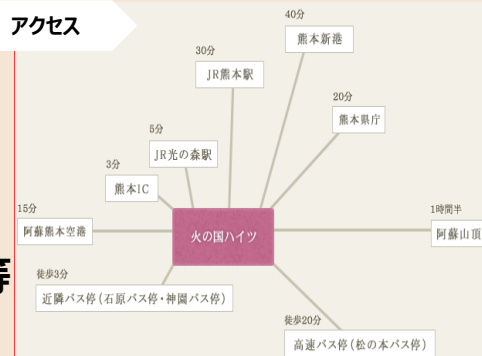 アクセス
40分
熊本新港
30分
JR熊本駅
20分
熊本県庁
5分
JR光の森駅
3分
熊本IC
15分
阿蘇熊本空港
火の国ハイツ
1時間半
阿蘇山頂
等
徒歩3分
近隣バス停(石原バス停・神園バス停)
徒歩20分
高速バス停(松の本バス停)